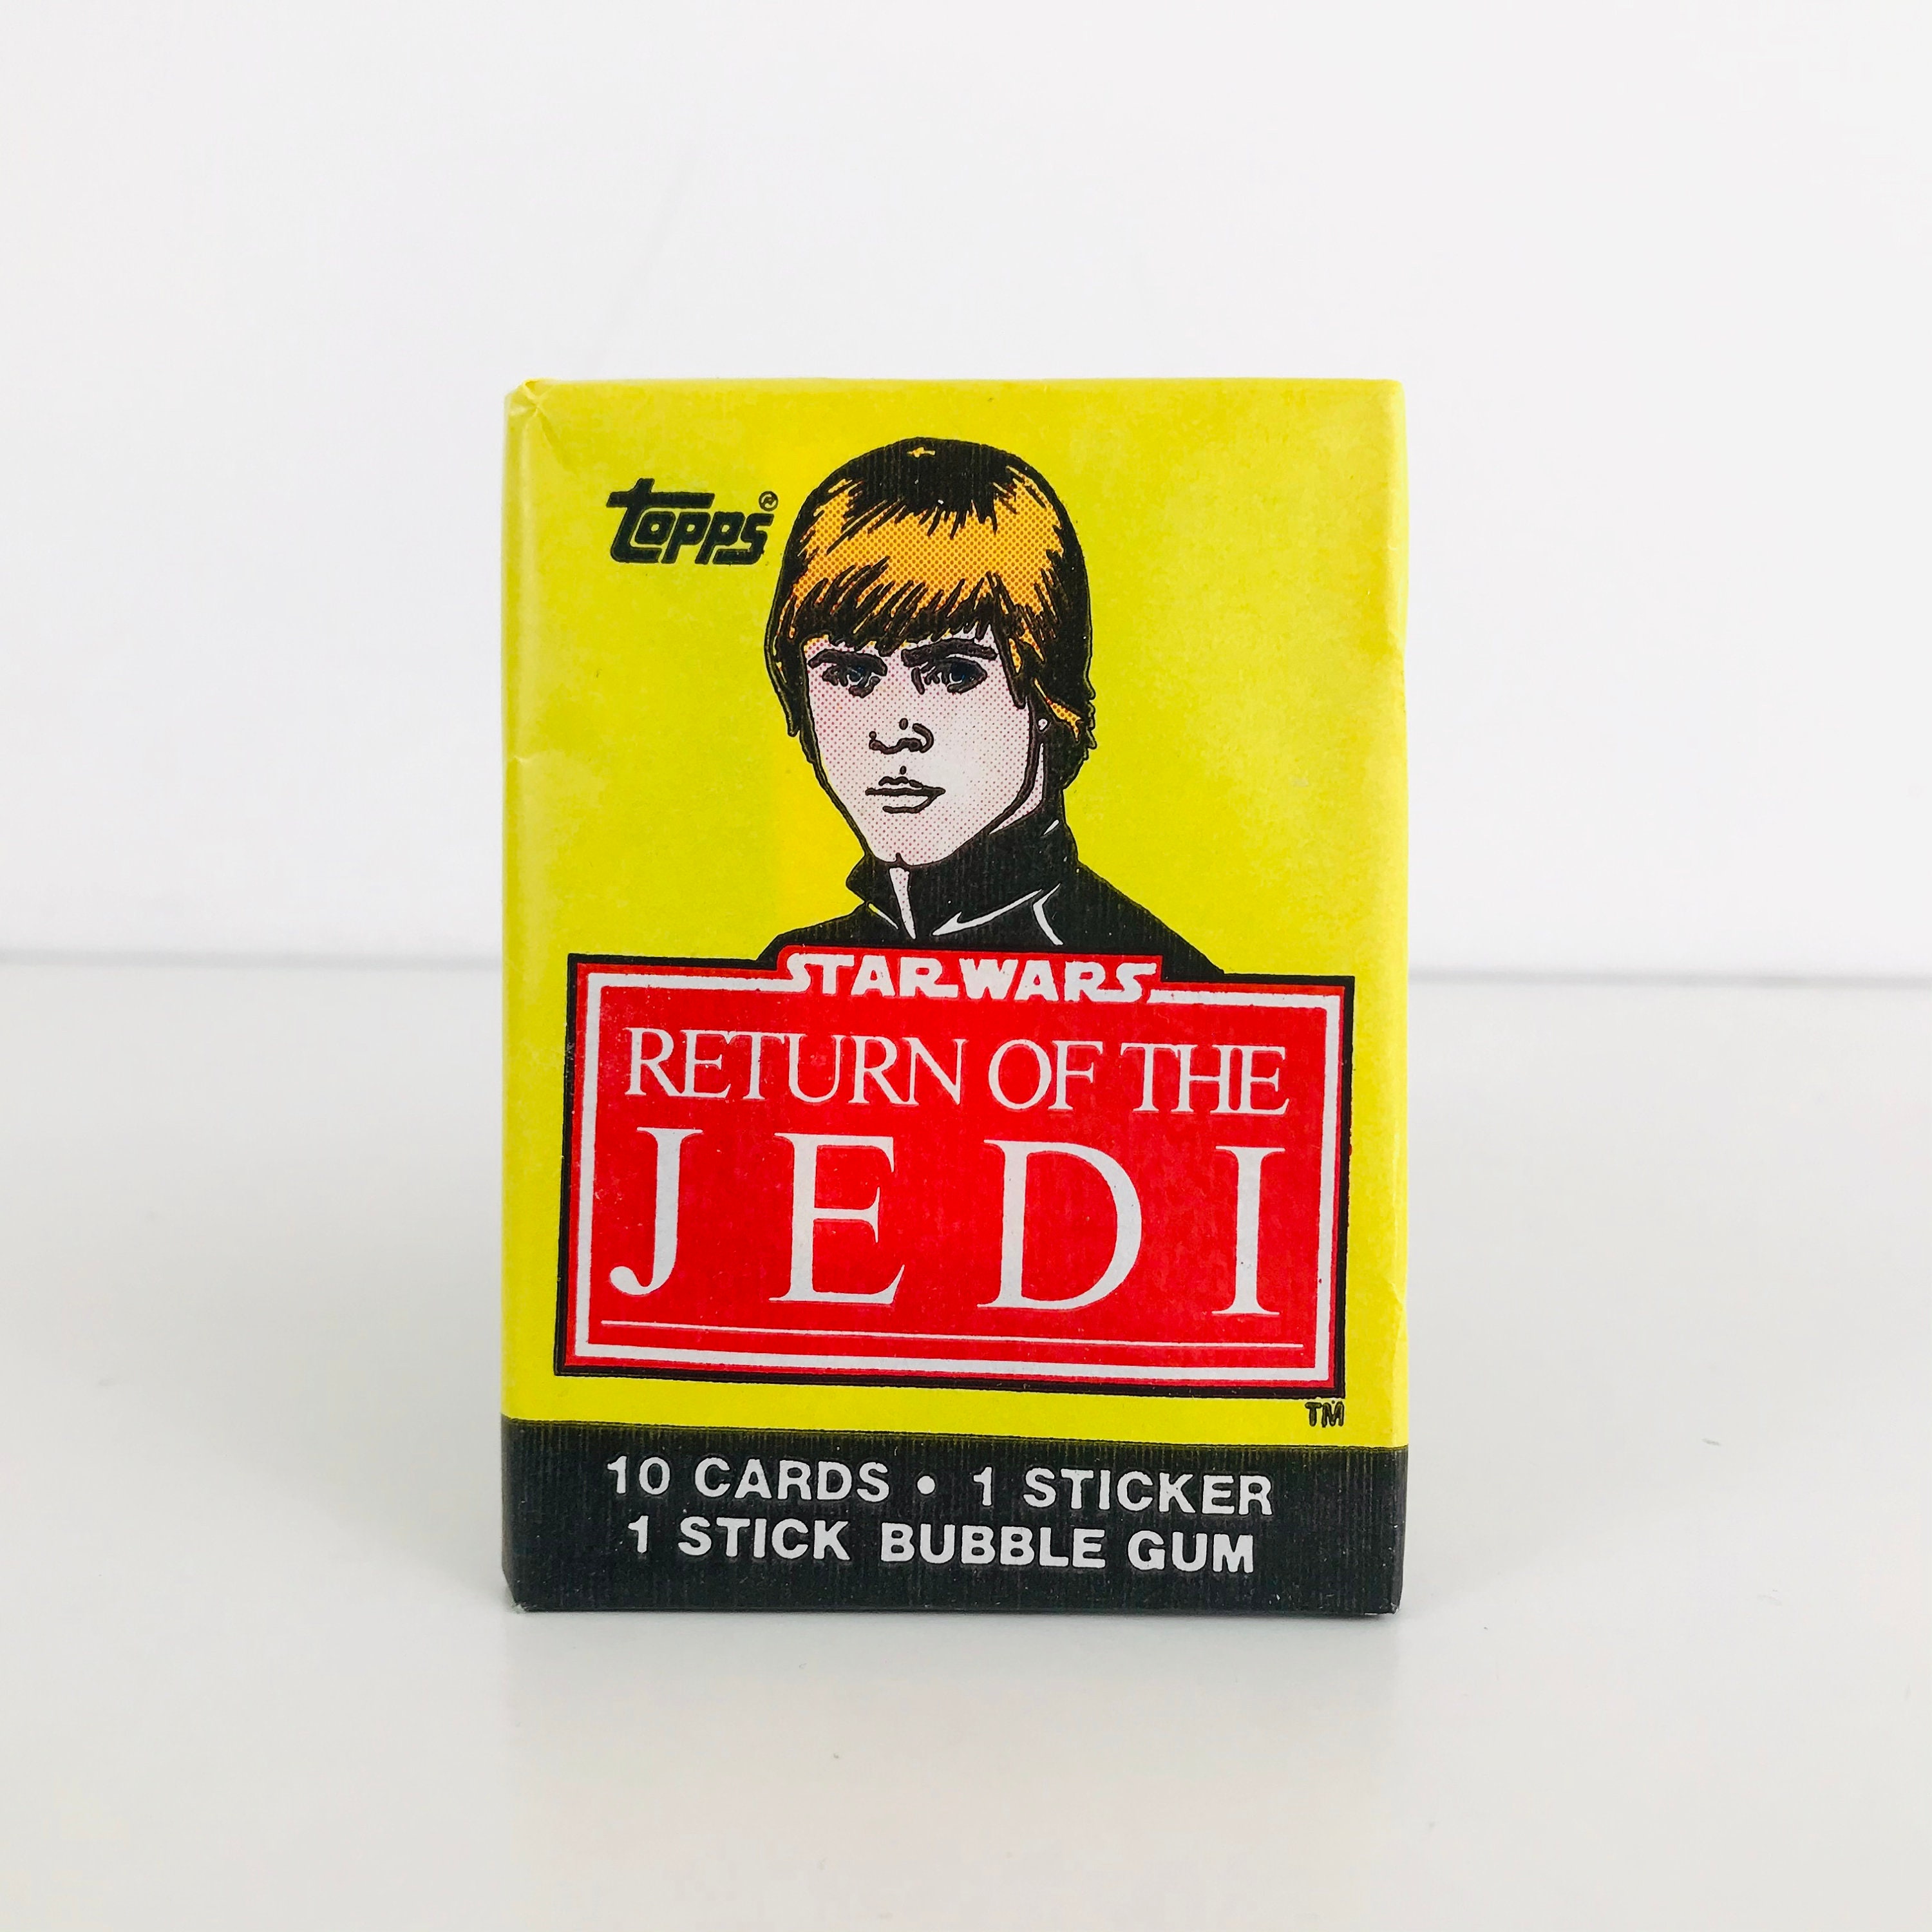 topps®
STAR WARS
RETURN OF THE
JEDI
TM
10 CARDS • 1 STICKER
1 STICK BUBBLE GUM